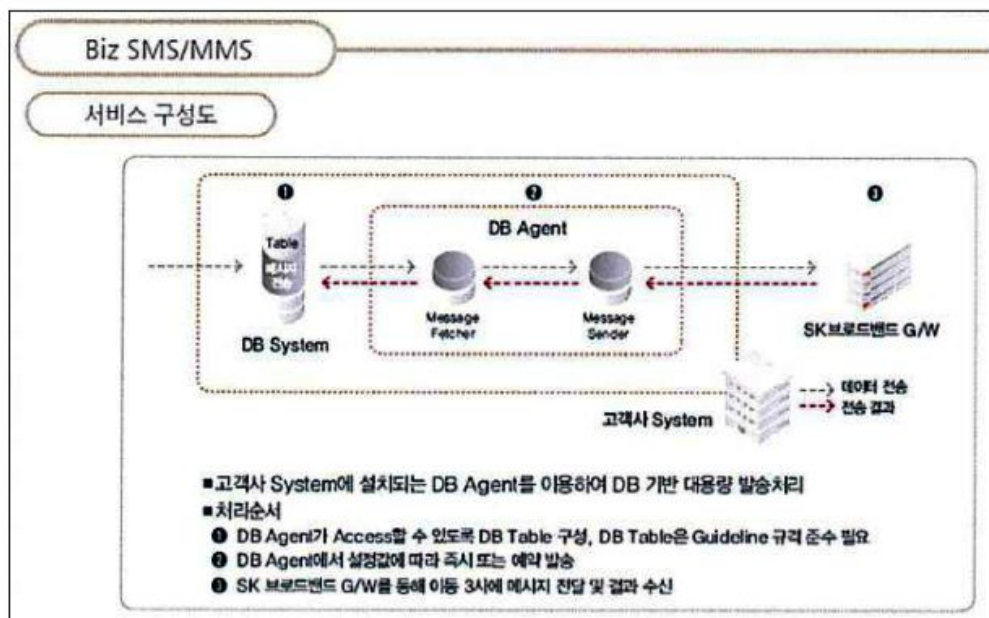 Biz SMS/MMS
서비스 구성도
❶ ❷ ❸
DB Agent
Table
메시지
전송
Message
Fetcher
Message
Sender
DB System
SK브로드밴드 G/W
데이터 전송
전송 결과
고객사 System
■고객사 System에 설치되는 DB Agent를 이용하여 DB 기반 대용량 발송처리
■처리순서
❶ DB Agent가 Access할 수 있도록 DB Table 구성, DB Table은 Guideline 규격 준수 필요
❷ DB Agent에서 설정값에 따라 즉시 또는 예약 발송
❸ SK 브로드밴드 G/W를 통해 이동 3사에 메시지 전달 및 결과 수신